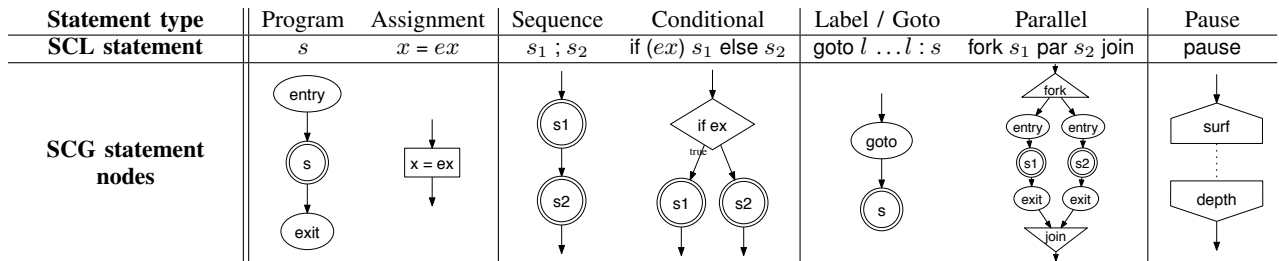 Statement type Program Assignment Sequence Conditional Label / Goto Parallel Pause
SCL statement s x = ex s1 ; s2 if (ex) s1 else s2 goto l ...l : s fork s1 par s2 join pause
SCG statement nodes
entry
s
exit
x = ex
s1
s2
if ex
true
s1 s2
goto
s
fork
entry entry
s1 s2
exit exit
join
surf
depth